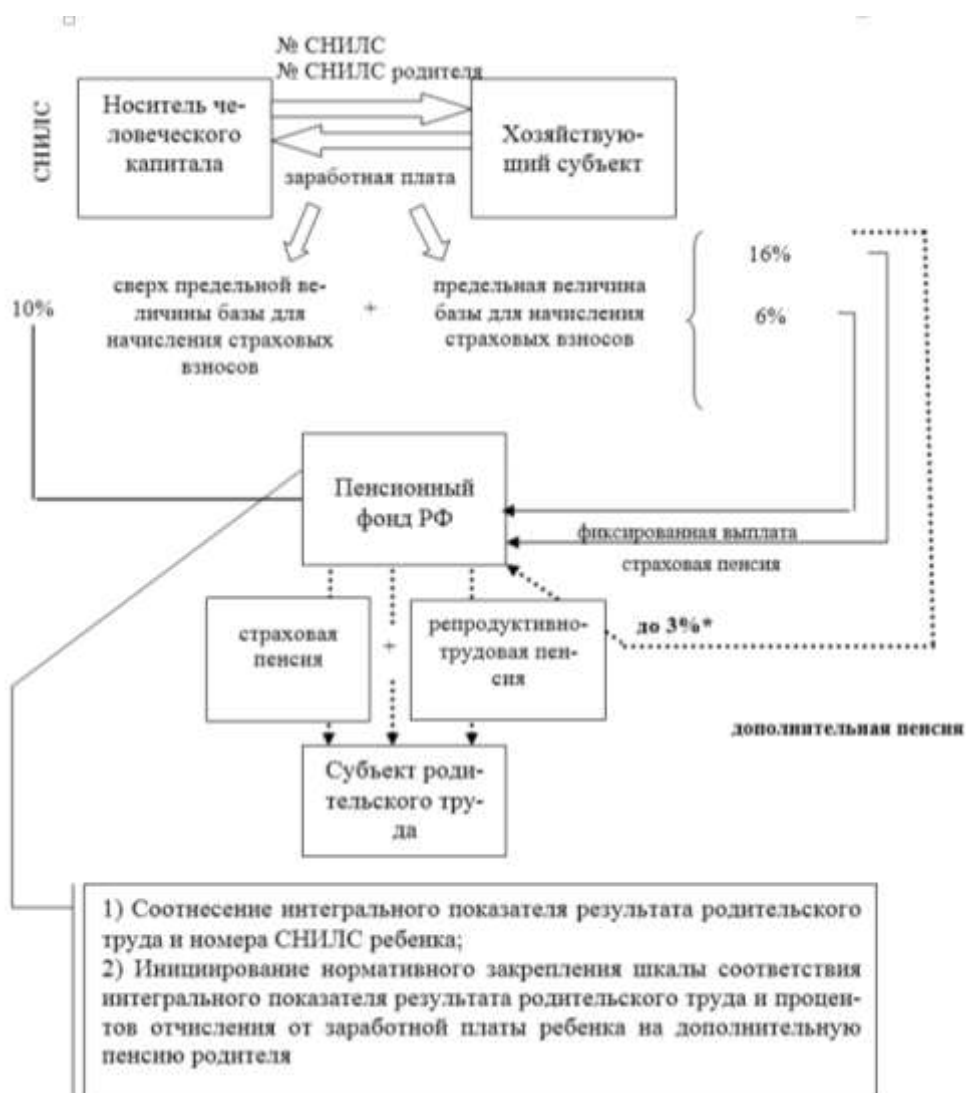 № СНИЛС
№ СНИЛС родителя
СНИЛС
Носитель че-
ловеческого
капитала
Хозяйствую-
щий субъект
заработная плата
16%
6%
10%
сверх предельной ве-
личины базы для
начисления страховых
взносов
+
предельная величина
базы для начисления
страховых взносов
Пенсионный
фонд РФ
фиксированная выплата
страховая пенсия
страховая
пенсия
+
репродуктивно-
трудовая пен-
сия
до 3%*
дополнительная пенсия
Субъект роди-
тельского тру-
да
1) Соотнесение интегрального показателя результата родительского
труда и номера СНИЛС ребенка;
2) Инициирование нормативного закрепления шкалы соответствия
интегрального показателя результата родительского труда и процен-
тов отчисления от заработной платы ребенка на дополнительную
пенсию родителя